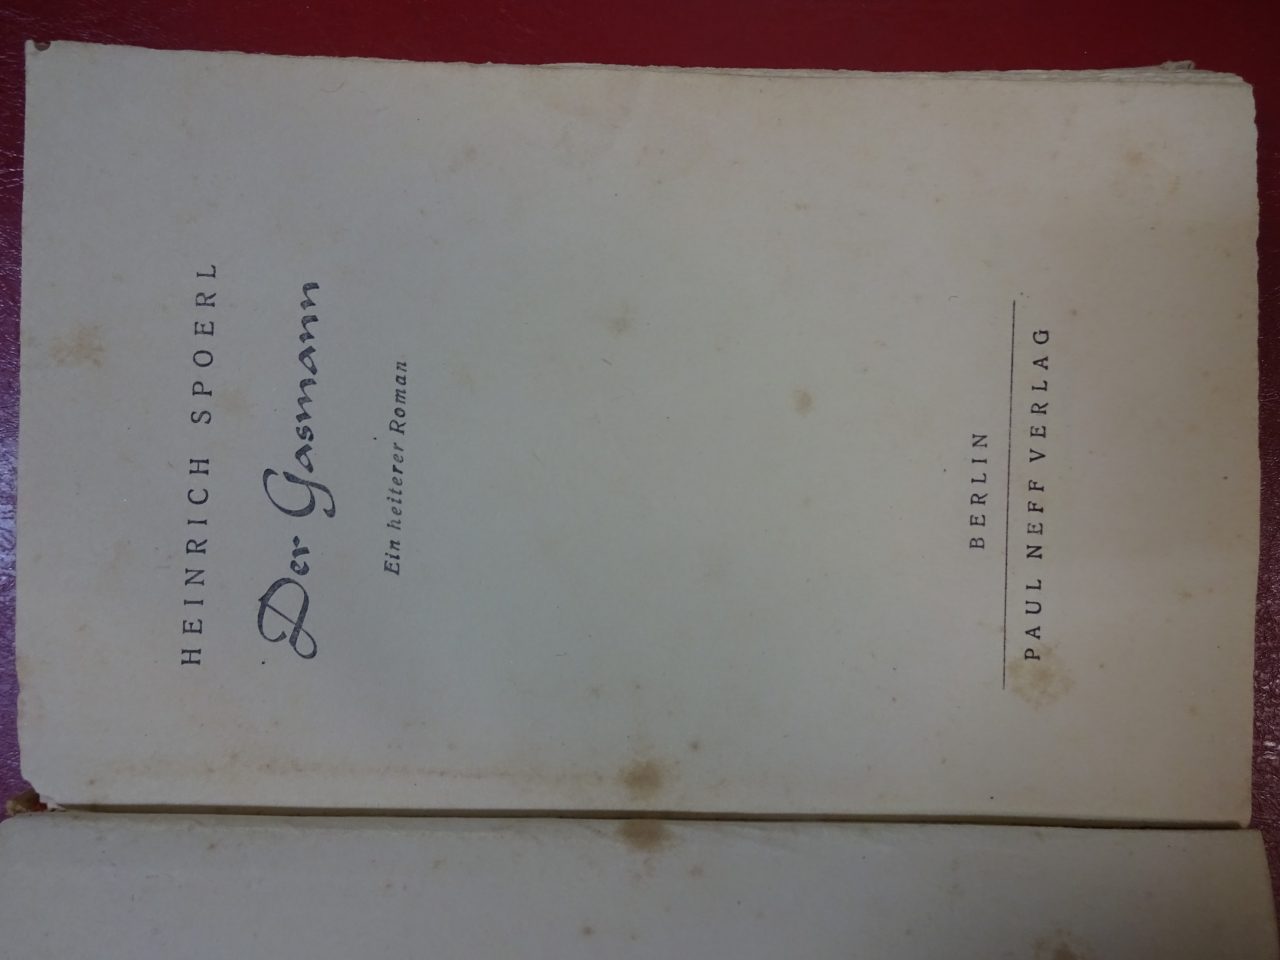 HEINRICH SPOERL
Der Gasmann
Ein heiterer Roman
BERLIN
PAUL NEFF VERLAG